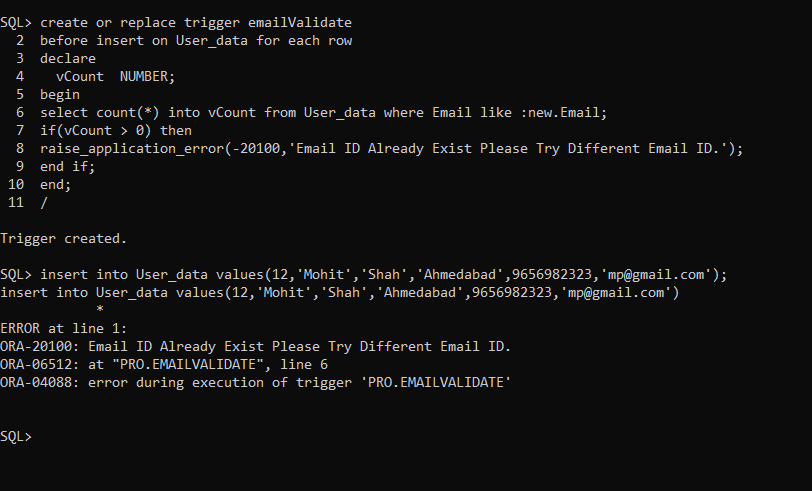 SQL> create or replace trigger emailValidate
  2  before insert on User_data for each row
  3  declare
  4    vCount  NUMBER;
  5  begin
  6  select count(*) into vCount from User_data where Email like :new.Email;
  7  if(vCount > 0) then
  8  raise_application_error(-20100,'Email ID Already Exist Please Try Different Email ID.');
  9  end if;
 10  end;
 11  /
Trigger created.
SQL> insert into User_data values(12,'Mohit','Shah','Ahmedabad',9656982323,'mp@gmail.com');
insert into User_data values(12,'Mohit','Shah','Ahmedabad',9656982323,'mp@gmail.com')
            *
ERROR at line 1:
ORA-20100: Email ID Already Exist Please Try Different Email ID.
ORA-06512: at "PRO.EMAILVALIDATE", line 6
ORA-04088: error during execution of trigger 'PRO.EMAILVALIDATE'
SQL>